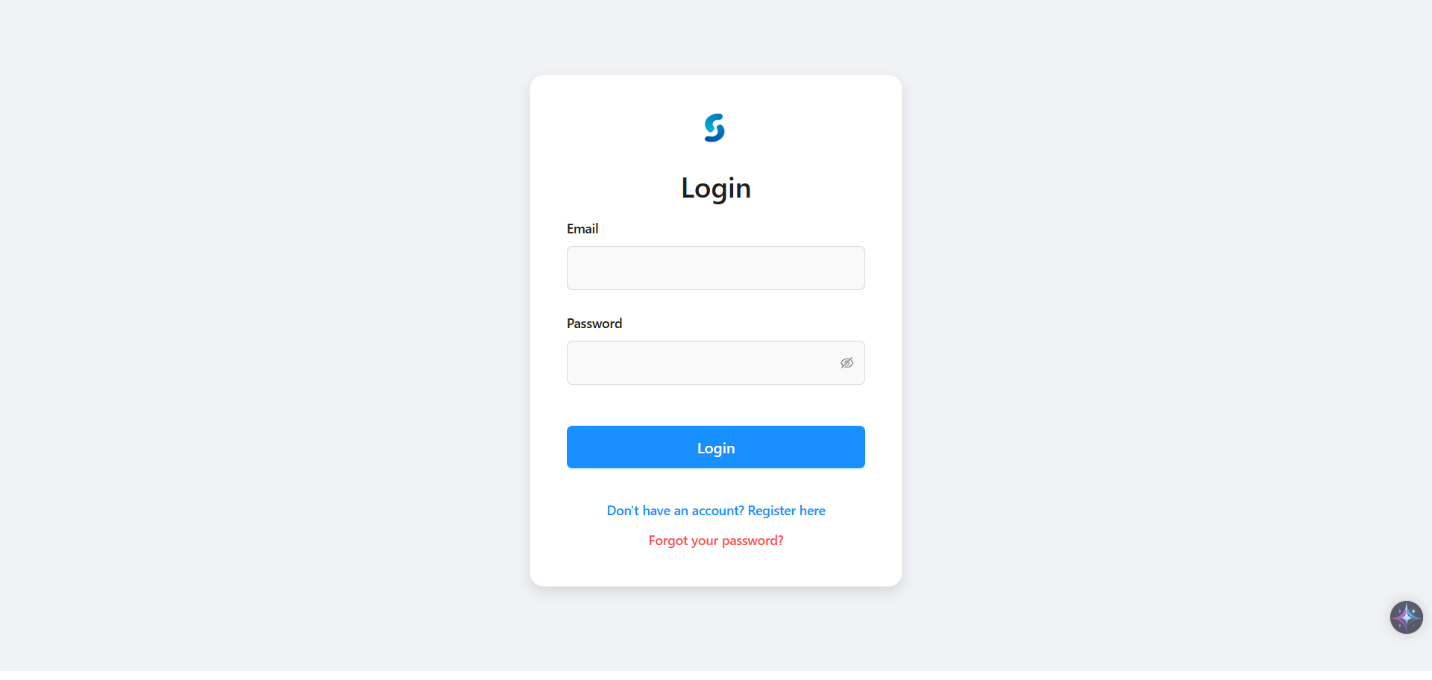 Login
Email
Password
Login
Don't have an account? Register here
Forgot your password?